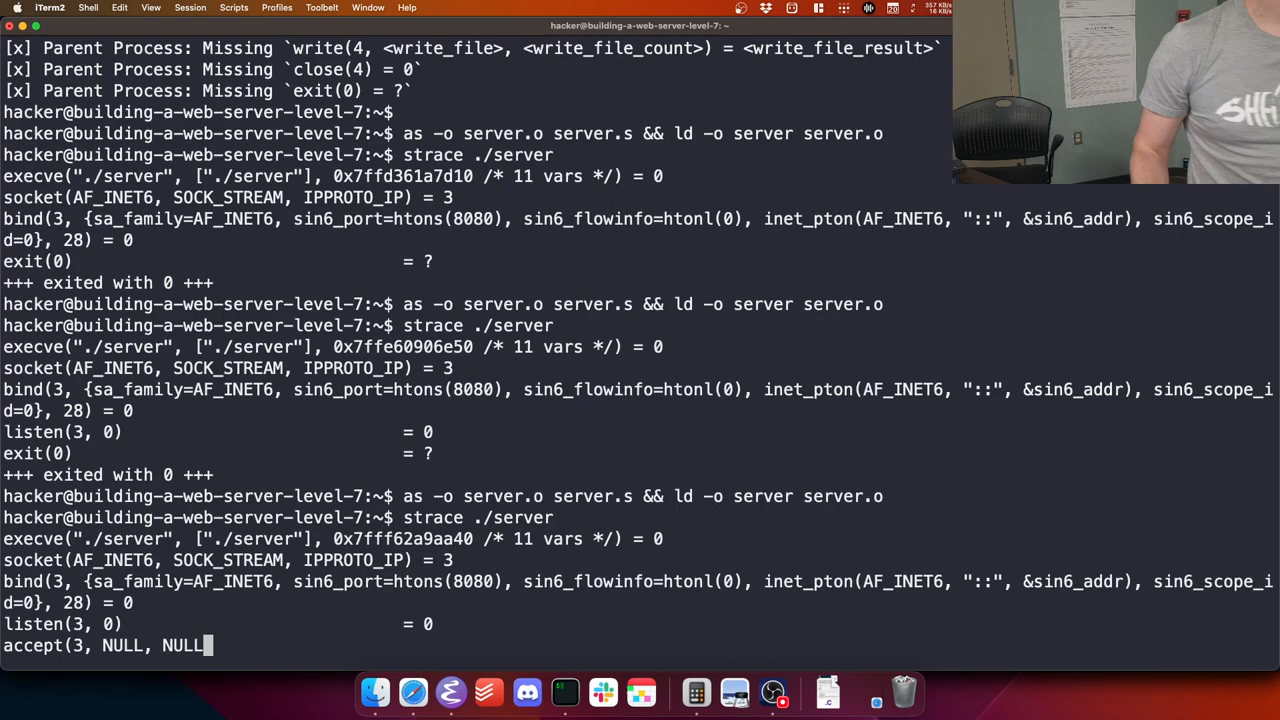 iTerm2 Shell Edit View Session Scripts Profiles Toolbelt Window Help
20
357 KB/s
16 KB/s
hacker@building-a-web-server-level-7: ~
[x] Parent Process: Missing `write(4, <write_file>, <write_file_count>) = <write_file_result>`
[x] Parent Process: Missing `close(4) = 0`
[x] Parent Process: Missing `exit(0) = ?`
hacker@building-a-web-server-level-7:~$
hacker@building-a-web-server-level-7:~$ as -o server.o server.s && ld -o server server.o
hacker@building-a-web-server-level-7:~$ strace ./server
execve("./server", ["./server"], 0x7ffd361a7d10 /* 11 vars */) = 0
socket(AF_INET6, SOCK_STREAM, IPPROTO_IP) = 3
bind(3, {sa_family=AF_INET6, sin6_port=htons(8080), sin6_flowinfo=htonl(0), inet_pton(AF_INET6, "::", &sin6_addr), sin6_scope_i
d=0}, 28) = 0
exit(0) = ?
+++ exited with 0 +++
hacker@building-a-web-server-level-7:~$ as -o server.o server.s && ld -o server server.o
hacker@building-a-web-server-level-7:~$ strace ./server
execve("./server", ["./server"], 0x7ffe60906e50 /* 11 vars */) = 0
socket(AF_INET6, SOCK_STREAM, IPPROTO_IP) = 3
bind(3, {sa_family=AF_INET6, sin6_port=htons(8080), sin6_flowinfo=htonl(0), inet_pton(AF_INET6, "::", &sin6_addr), sin6_scope_i
d=0}, 28) = 0
listen(3, 0) = 0
exit(0) = ?
+++ exited with 0 +++
hacker@building-a-web-server-level-7:~$ as -o server.o server.s && ld -o server server.o
hacker@building-a-web-server-level-7:~$ strace ./server
execve("./server", ["./server"], 0x7fff62a9aa40 /* 11 vars */) = 0
socket(AF_INET6, SOCK_STREAM, IPPROTO_IP) = 3
bind(3, {sa_family=AF_INET6, sin6_port=htons(8080), sin6_flowinfo=htonl(0), inet_pton(AF_INET6, "::", &sin6_addr), sin6_scope_i
d=0}, 28) = 0
listen(3, 0) = 0
accept(3, NULL, NULL
.C